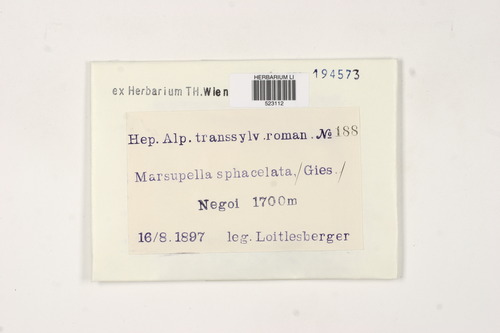 HERBARIUM LI
523112
194573
ex Herbarium TH.Wien
Hep. Alp. transsylv.roman. № 188
Marsupella sphacelata,/Gies./
Negoi 1700m
16/8.1897 leg. Loitlesberger